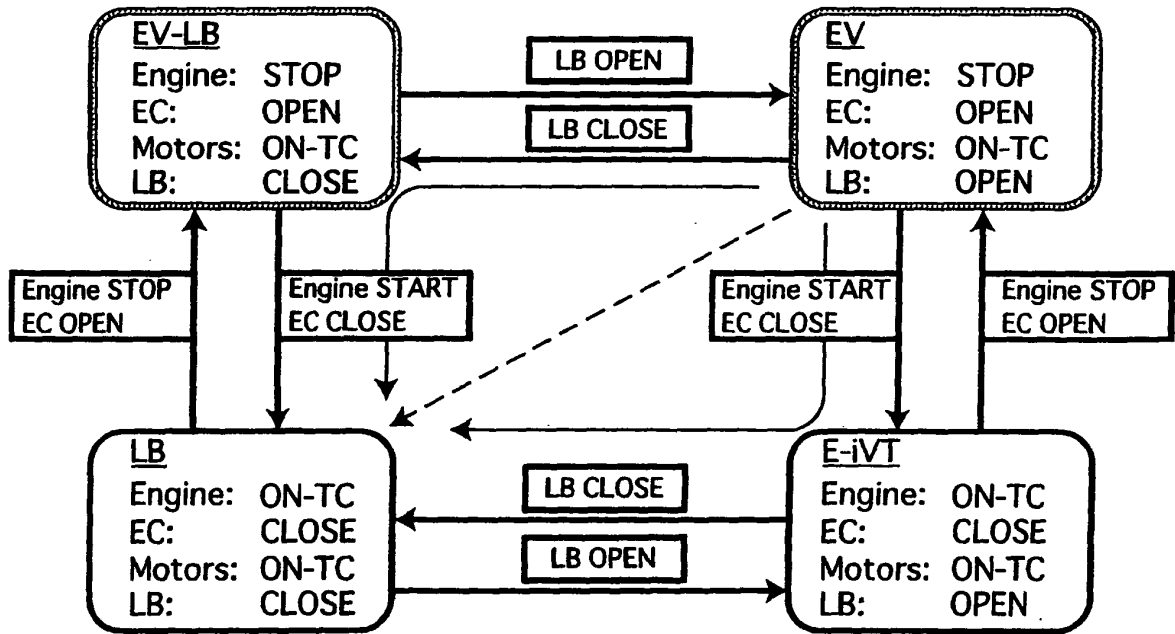 EV-LB
Engine: STOP
EC: OPEN
Motors: ON-TC
LB: CLOSE
LB OPEN
LB CLOSE
EV
Engine: STOP
EC: OPEN
Motors: ON-TC
LB: OPEN
Engine STOP
EC OPEN
Engine START
EC CLOSE
Engine START
EC CLOSE
Engine STOP
EC OPEN
LB
Engine: ON-TC
EC: CLOSE
Motors: ON-TC
LB: CLOSE
LB CLOSE
LB OPEN
E-iVT
Engine: ON-TC
EC: CLOSE
Motors: ON-TC
LB: OPEN